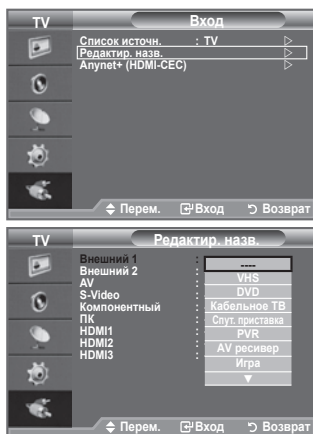 TV Вход
Список источн. : TV ▷
Редактир. назв. ▷
Anynet+ (HDMI-CEC) ▷
Перем. Вход Возврат
TV Редактир. назв.
Внешний 1 : ----
Внешний 2 : VHS
AV : DVD
S-Video : Кабельное ТВ
Компонентный : Спут. приставка
ПК : PVR
HDMI1 : AV ресивер
HDMI2 : Игра
HDMI3 : ▼
Перем. Вход Возврат